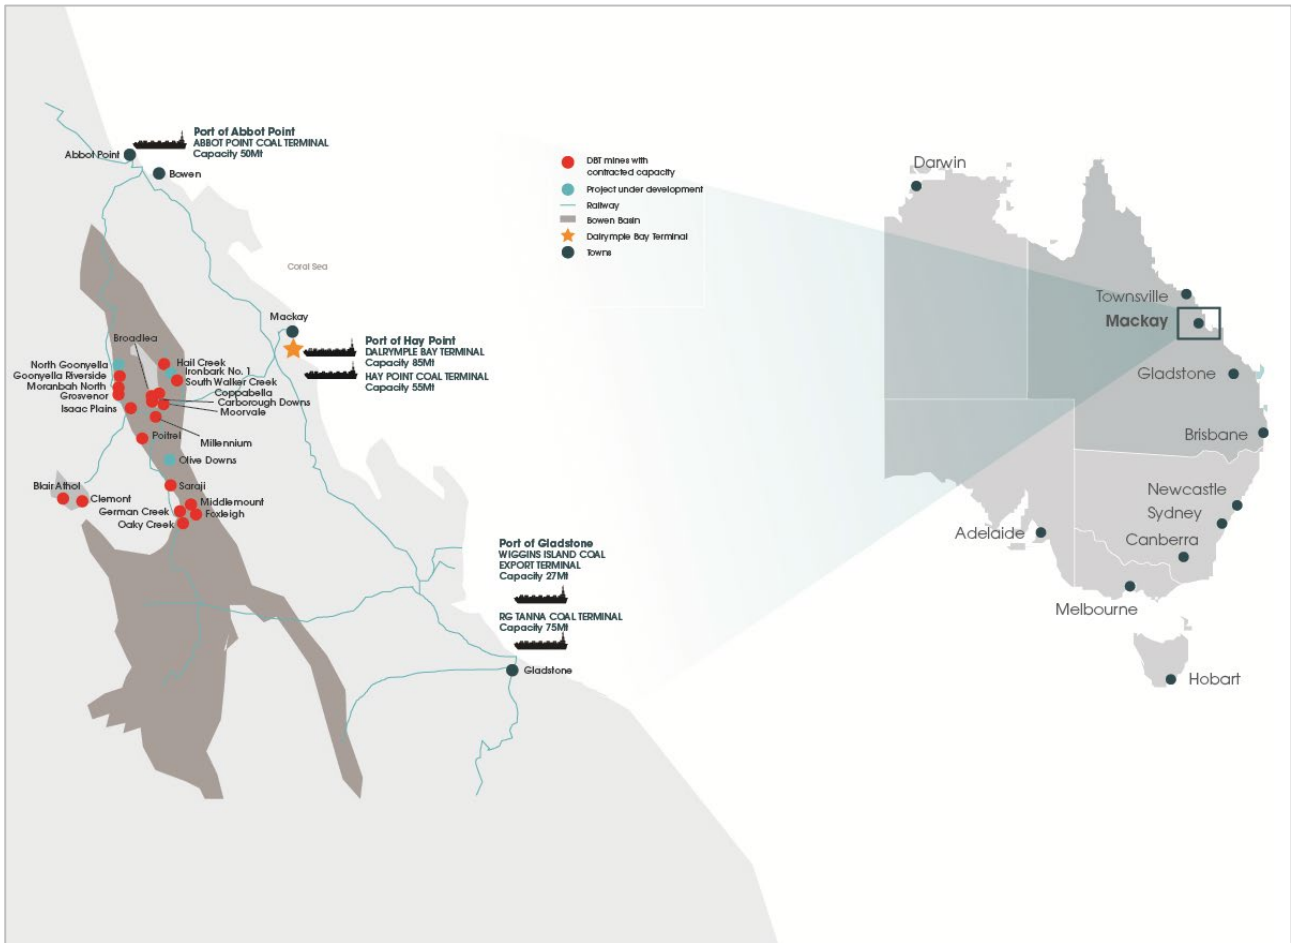 Port of Abbot Point
ABBOT POINT COAL TERMINAL
Capacity 50Mt
Abbot Point
Bowen
DBT mines with
contracted capacity
Project under development
Railway
Bowen Basin
Dalrymple Bay Terminal
Towns
Coral Sea
Mackay
Port of Hay Point
DALRYMPLE BAY TERMINAL
Capacity 85Mt
HAY POINT COAL TERMINAL
Capacity 55Mt
Broadlea
North Goonyella
Goonyella Riverside
Moranbah North
Grosvenor
Isaac Plains
Hail Creek
Ironbark No. 1
South Walker Creek
Coppabella
Carborough Downs
Moorvale
Millennium
Poitrel
Olive Downs
Blair Athol
Clemont
Saraji
Middlemount
German Creek
Foxleigh
Oaky Creek
Port of Gladstone
WIGGINS ISLAND COAL
EXPORT TERMINAL
Capacity 27Mt
RG TANNA COAL TERMINAL
Capacity 75Mt
Gladstone
Darwin
Townsville
Mackay
Gladstone
Brisbane
Newcastle
Sydney
Canberra
Adelaide
Melbourne
Hobart